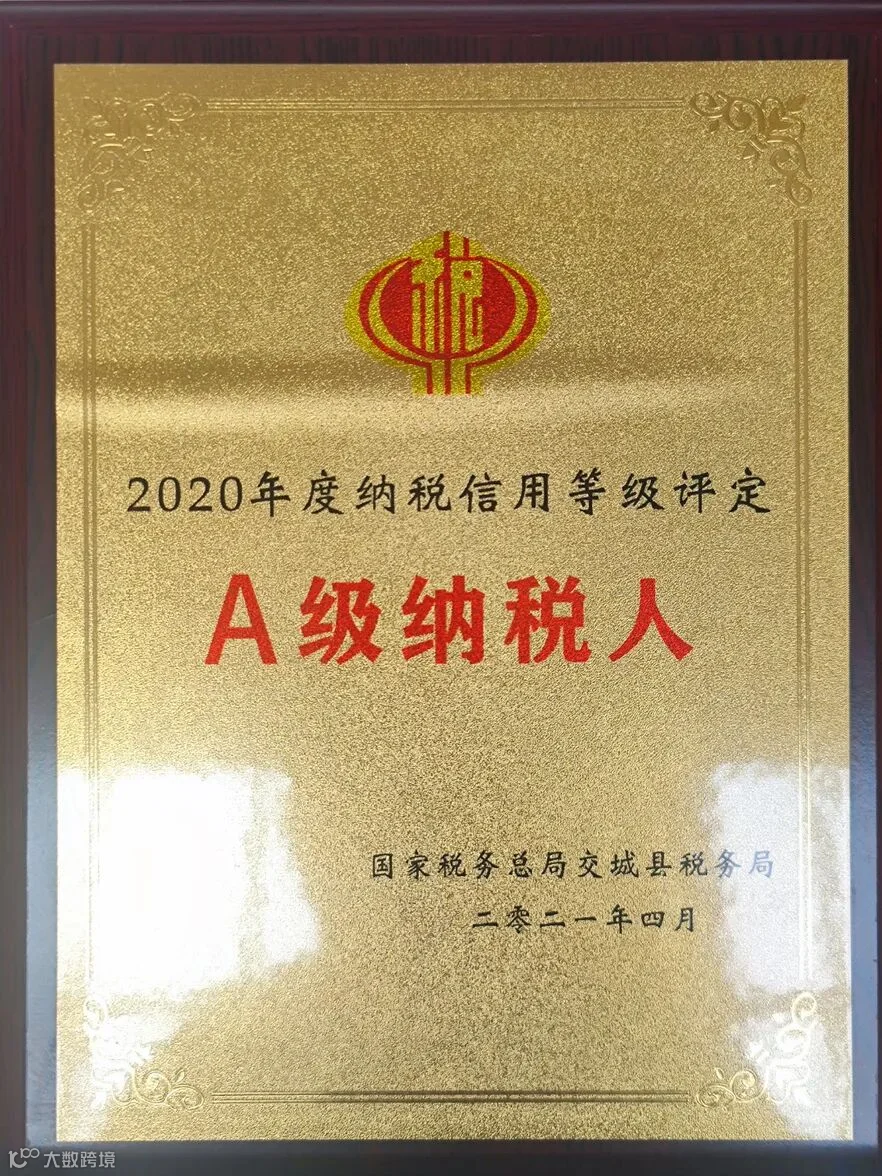 税
2020年度纳税信用等级评定
A级纳税人
国家税务总局交城县税务局
二零二一年四月
大数跨境